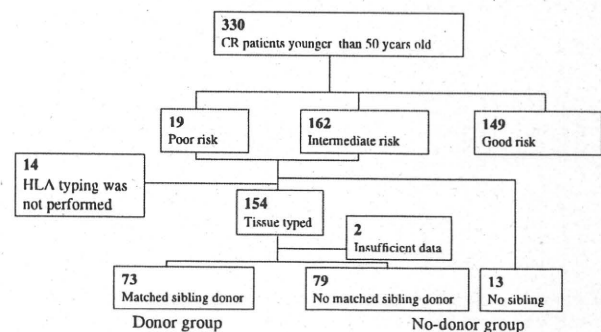 330
CR patients younger than 50 years old
19
Poor risk
162
Intermediate risk
149
Good risk
14
HLA typing was
not performed
154
Tissue typed
2
Insufficient data
73
Matched sibling donor
79
No matched sibling donor
13
No sibling
Donor group
No-donor group